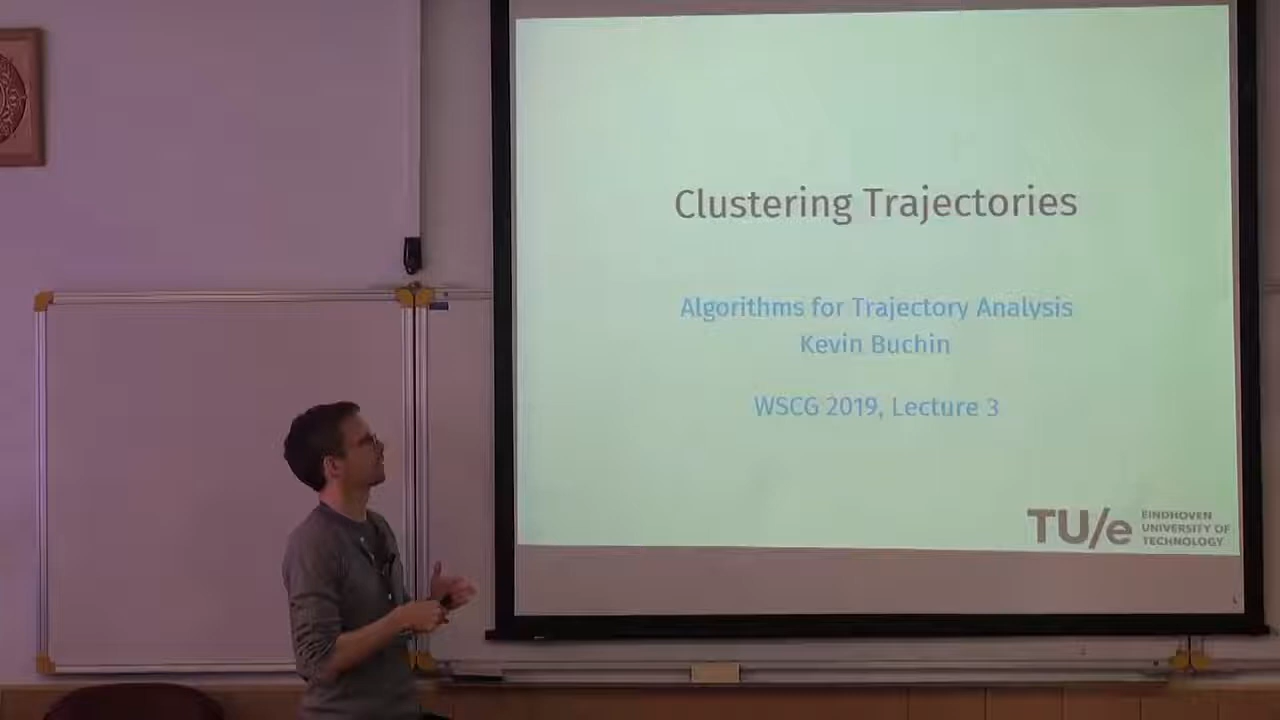 Clustering Trajectories
Algorithms for Trajectory Analysis
Kevin Buchin
WSCG 2019, Lecture 3
TU/e
EINDHOVEN
UNIVERSITY OF
TECHNOLOGY